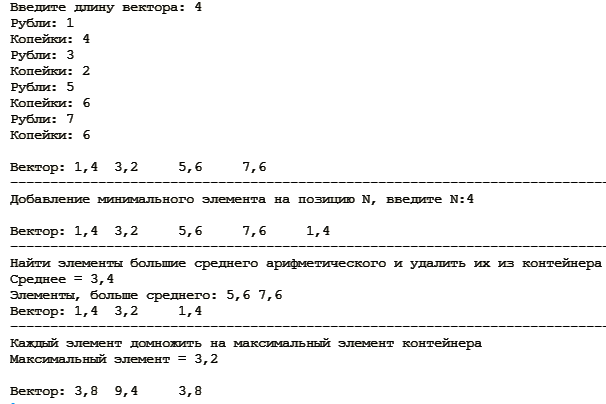 Введите длину вектора: 4
Рубли: 1
Копейки: 4
Рубли: 3
Копейки: 2
Рубли: 5
Копейки: 6
Рубли: 7
Копейки: 6
Вектор: 1,4 3,2 5,6 7,6
Добавление минимального элемента на позицию N, введите N:4
Вектор: 1,4 3,2 5,6 7,6 1,4
Найти элементы большие среднего арифметического и удалить их из контейнера
Среднее = 3,4
Элементы, больше среднего: 5,6 7,6
Вектор: 1,4 3,2 1,4
Каждый элемент домножить на максимальный элемент контейнера
Максимальный элемент = 3,2
Вектор: 3,8 9,4 3,8